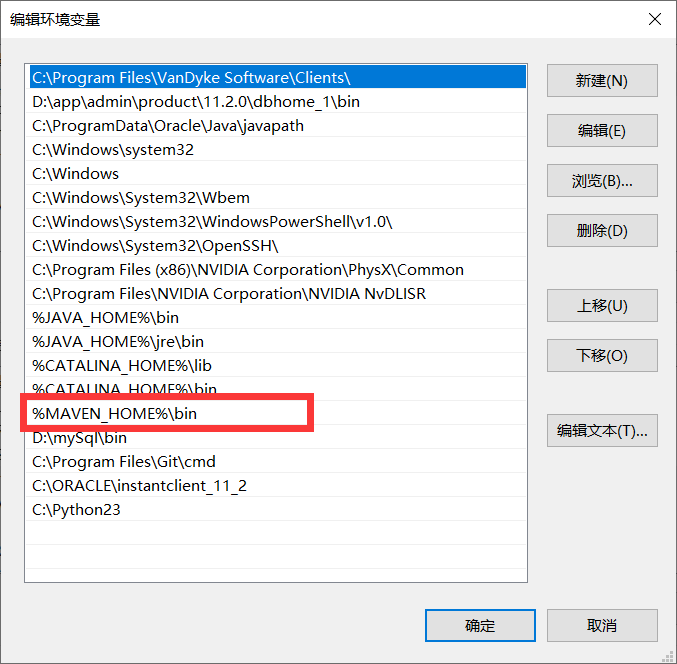 编辑环境变量
C:\Program Files\VanDyke Software\Clients\
D:\app\admin\product\11.2.0\dbhome_1\bin
C:\ProgramData\Oracle\Java\javapath
C:\Windows\system32
C:\Windows
C:\Windows\System32\Wbem
C:\Windows\System32\WindowsPowerShell\v1.0\
C:\Windows\System32\OpenSSH\
C:\Program Files (x86)\NVIDIA Corporation\PhysX\Common
C:\Program Files\NVIDIA Corporation\NVIDIA NvDLISR
%JAVA_HOME%\bin
%JAVA_HOME%\jre\bin
%CATALINA_HOME%\lib
%CATALINA_HOME%\bin
%MAVEN_HOME%\bin
D:\mySql\bin
C:\Program Files\Git\cmd
C:\ORACLE\instantclient_11_2
C:\Python23
新建(N)
编辑(E)
浏览(B)...
删除(D)
上移(U)
下移(O)
编辑文本(T)...
确定
取消